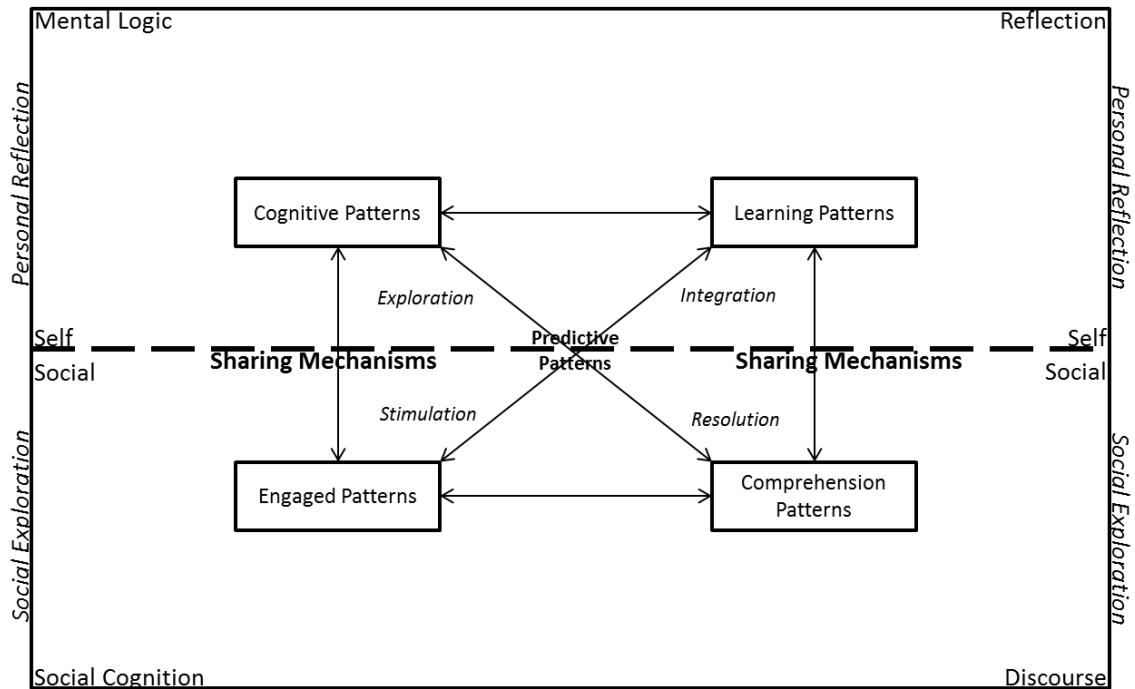 Mental Logic
Reflection
Personal Reflection
Personal Reflection
Cognitive Patterns
Learning Patterns
Exploration
Integration
Self
Predictive
Patterns
Self
Sharing Mechanisms
Sharing Mechanisms
Social
Social
Stimulation
Resolution
Social Exploration
Social Exploration
Engaged Patterns
Comprehension
Patterns
Social Cognition
Discourse